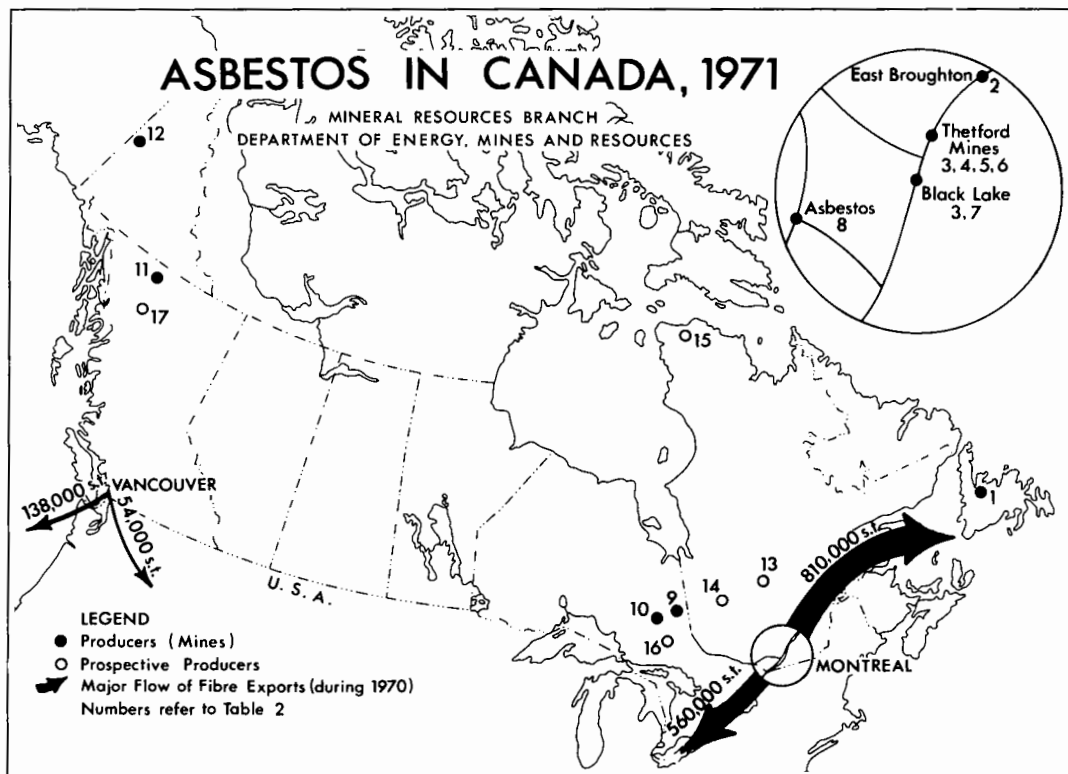 ASBESTOS IN CANADA, 1971
MINERAL RESOURCES BRANCH
DEPARTMENT OF ENERGY, MINES AND RESOURCES
East Broughton
2
Thetford
Mines
3, 4, 5, 6
Black Lake
3, 7
Asbestos
8
12
11
17
15
VANCOUVER
138,000 s.t.
54,000 s.t.
U.S.A.
1
810,000 s.t.
13
14
9
10
16
MONTREAL
560,000 s.t.
LEGEND
Producers (Mines)
Prospective Producers
Major Flow of Fibre Exports (during 1970)
Numbers refer to Table 2